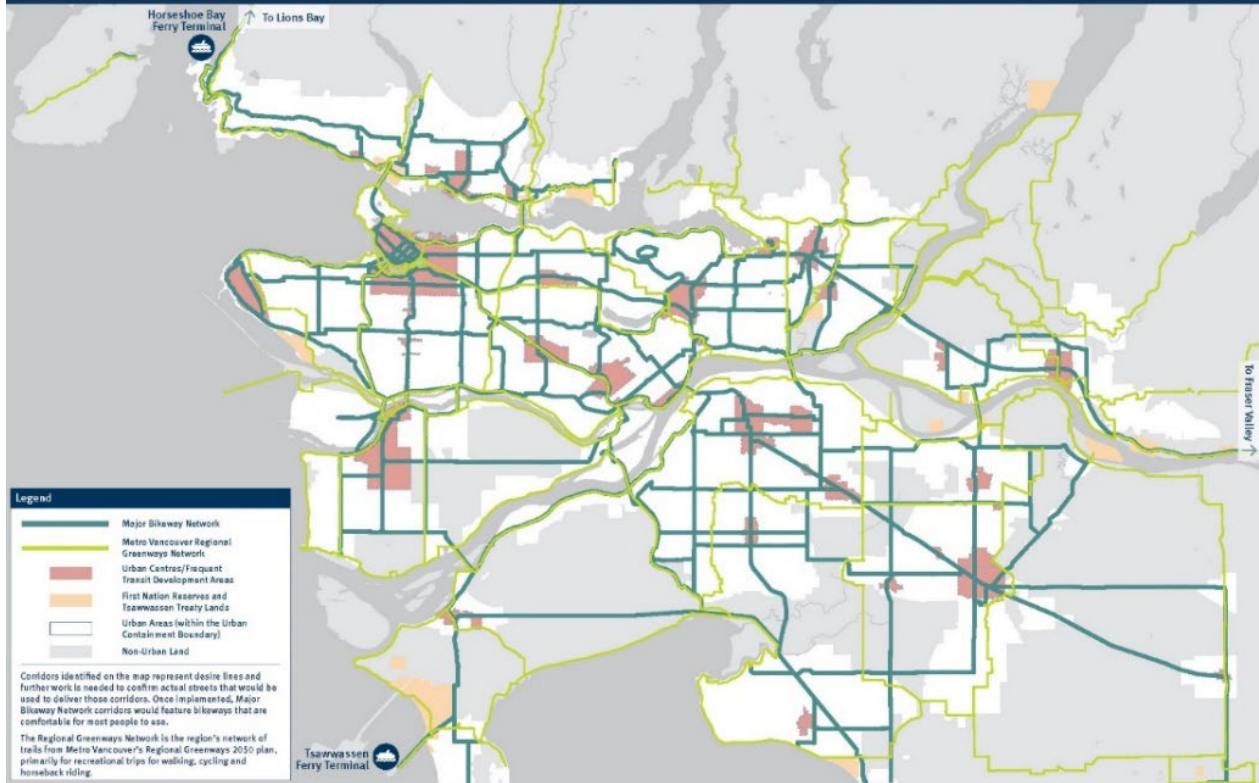 Horseshoe Bay
Ferry Terminal
To Lions Bay
To Fraser Valley
Legend
Major Bikeway Network
Metro Vancouver Regional
Greenways Network
Urban Centres/Frequent
Transit Development Areas
First Nation Reserves and
Tsawwassen Treaty Lands
Urban Areas (within the Urban
Containment Boundary)
Non-Urban Land
Corridors identified on the map represent desire lines and
further work is needed to confirm actual streets that would be
used to deliver those corridors. Once implemented, Major
Bikeway Network corridors would feature bikeways that are
comfortable for most people to use.
The Regional Greenways Network is the region's network of
trails from Metro Vancouver's Regional Greenways 2050 plan,
primarily for recreational trips for walking, cycling and
horseback riding.
Tsawwassen
Ferry Terminal